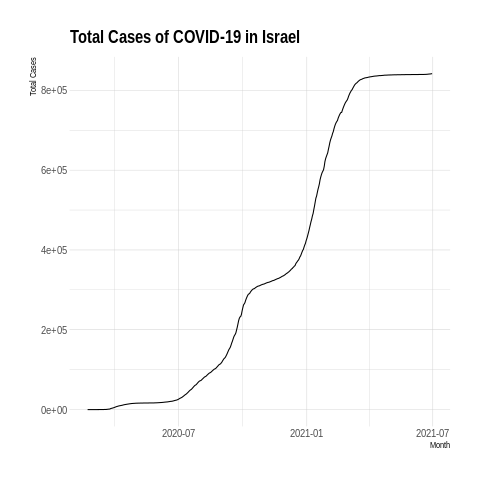 Total Cases of COVID-19 in Israel
Total Cases
8e+05
6e+05
4e+05
2e+05
0e+00
2020-07
2021-01
2021-07
Month